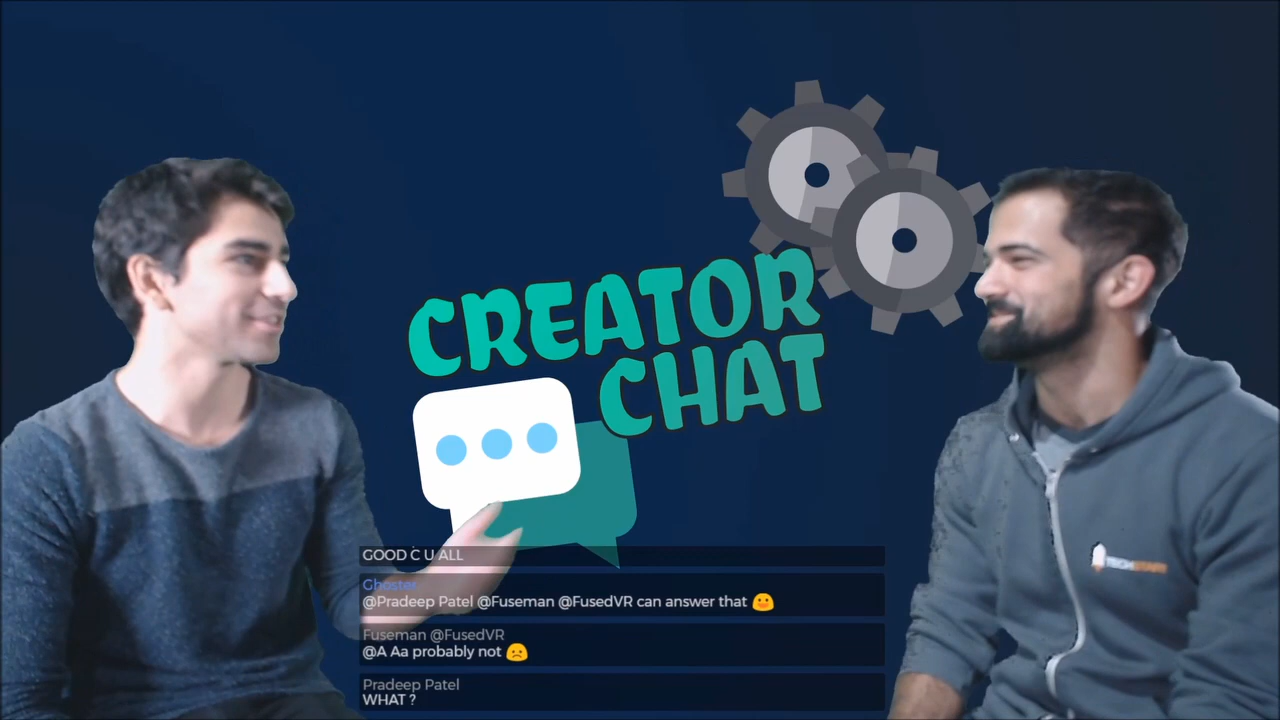 CREATOR
CHAT
GOOD C U ALL
Ghoster
@Pradeep Patel @Fuseman @FusedVR can answer that 😀
Fuseman @FusedVR
@A Aa probably not ☹️
Pradeep Patel
WHAT ?
TECHSTARS